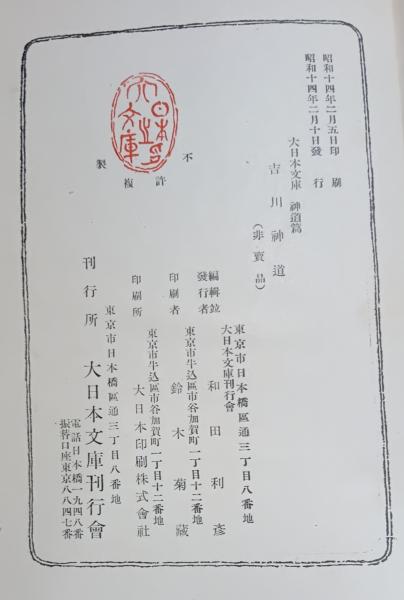 昭和十四年二月五日印刷
昭和十四年二月十日發行
大日本文庫 神道篇
吉川神道
(非賣品)
不許複製
大日本文庫之印
東京市日本橋區通三丁目八番地
大日本文庫刊行會
編輯竝發行者 和田利彥
東京市牛込區市谷加賀町一丁目十二番地
印刷者 鈴木菊藏
東京市牛込區市谷加賀町一丁目十二番地
印刷所 大日本印刷株式會社
東京市日本橋區通三丁目八番地
刊行所 大日本文庫刊行會
電話日本橋一九四八番
振替口座東京八八四七番